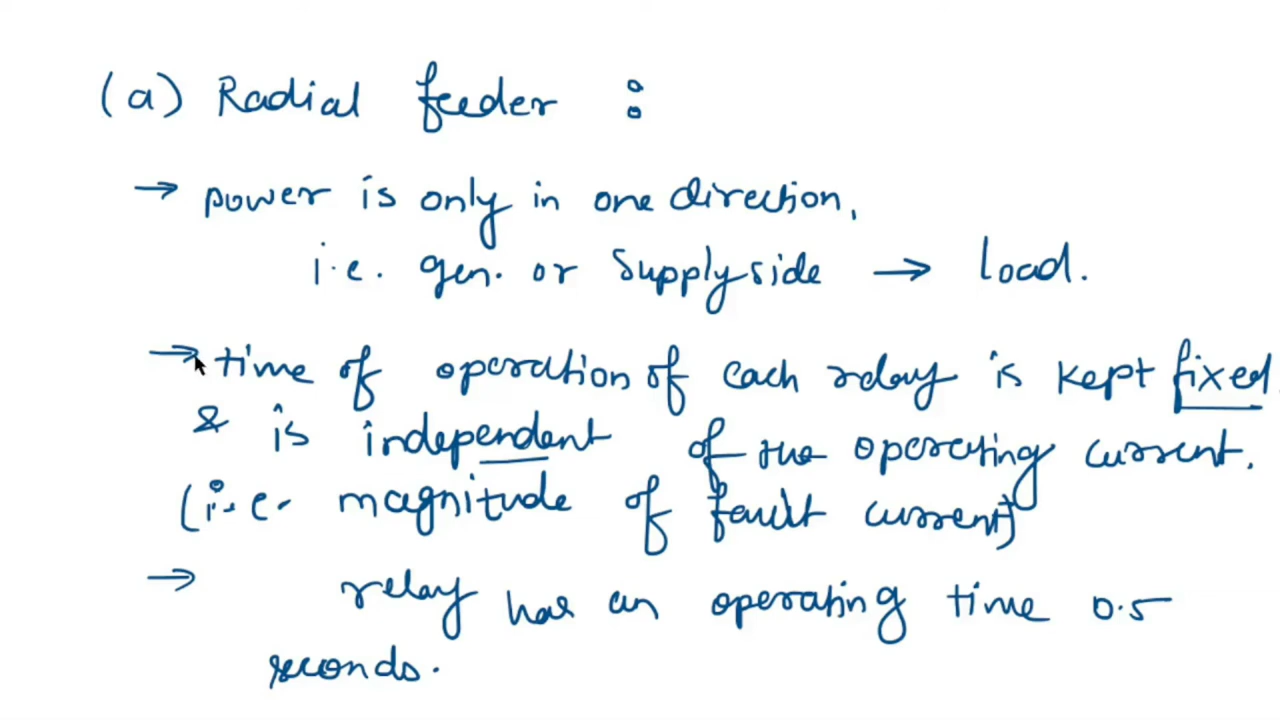 (a) Radial feeder :
→ power is only in one direction,
i.e. gen. or supplyside → load.
→ time of operation of each relay is kept fixed.
& is independent of the operating current.
(i.e. magnitude of fault current)
→ relay has an operating time 0.5
seconds.